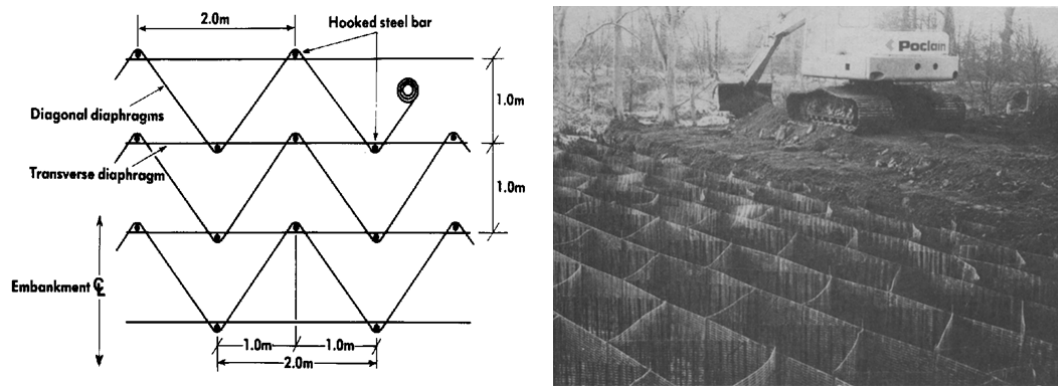 2.0m
Hooked steel bar
Diagonal diaphragms
1.0m
Transverse diaphragm
1.0m
Embankment ℄
1.0m
1.0m
2.0m
Poclain